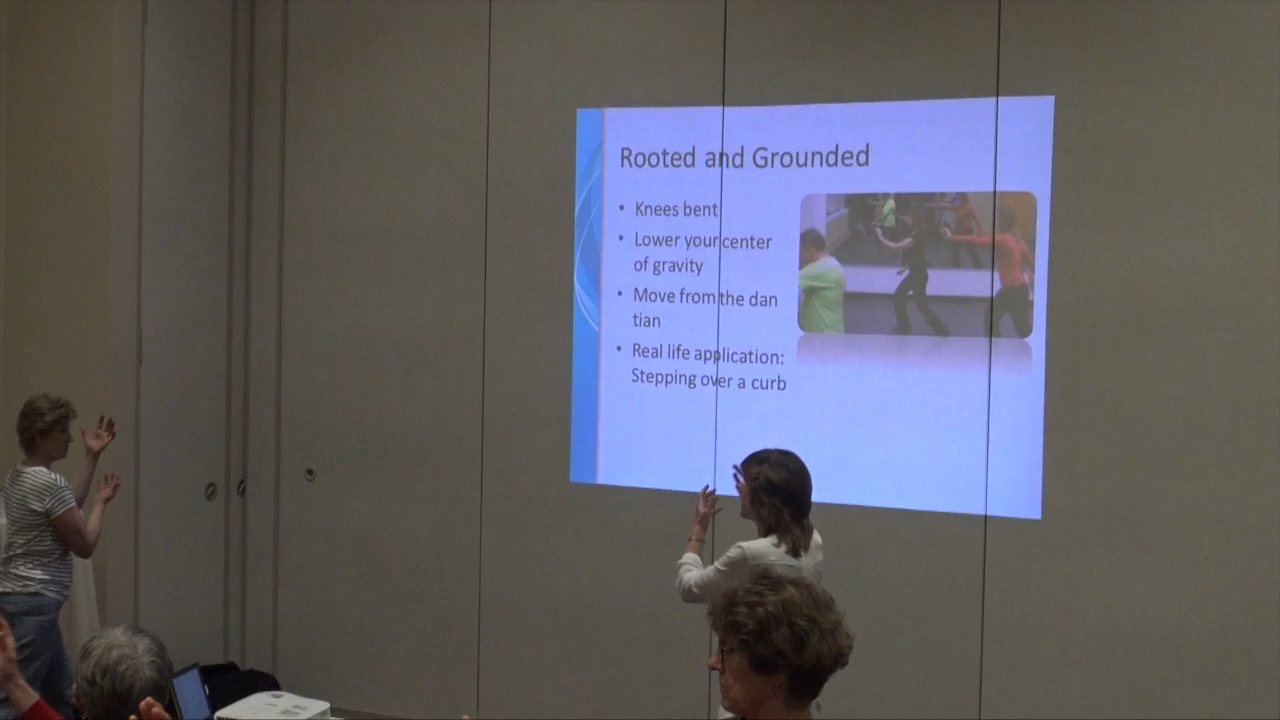 Rooted and Grounded
• Knees bent
• Lower your center
of gravity
• Move from the dan
tian
• Real life application:
Stepping over a curb